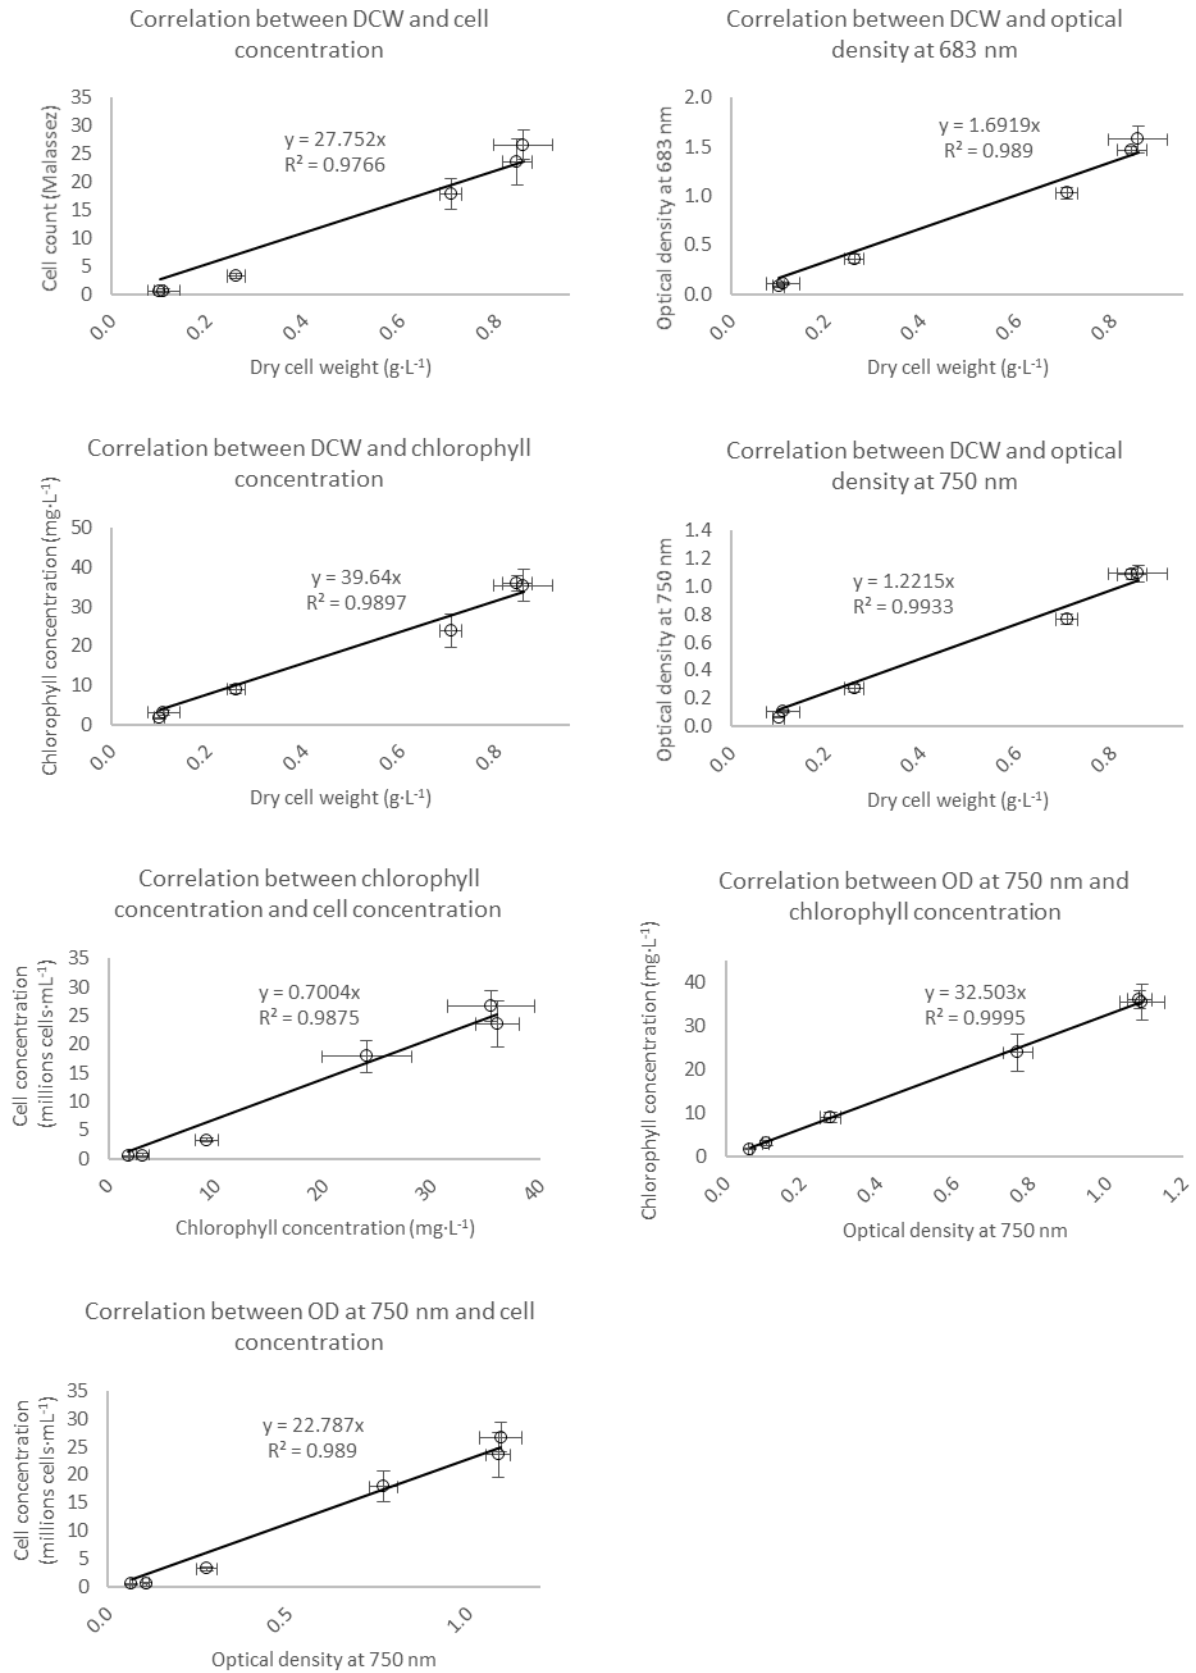 Correlation between DCW and cell
concentration
Cell count (Malassez)
35
30
25
20
15
10
5
0
y = 27.752x
R² = 0.9766
0.0
0.2
0.4
0.6
0.8
Dry cell weight (g·L⁻¹)
Correlation between DCW and optical
density at 683 nm
Optical density at 683 nm
2.0
1.5
1.0
0.5
0.0
y = 1.6919x
R² = 0.989
0.0
0.2
0.4
0.6
0.8
Dry cell weight (g·L⁻¹)
Correlation between DCW and chlorophyll
concentration
Chlorophyll concentration (mg·L⁻¹)
50
40
30
20
10
0
y = 39.64x
R² = 0.9897
0.0
0.2
0.4
0.6
0.8
Dry cell weight (g·L⁻¹)
Correlation between DCW and optical
density at 750 nm
Optical density at 750 nm
1.4
1.2
1.0
0.8
0.6
0.4
0.2
0.0
y = 1.2215x
R² = 0.9933
0.0
0.2
0.4
0.6
0.8
Dry cell weight (g·L⁻¹)
Correlation between chlorophyll
concentration and cell concentration
Cell concentration
(millions cells·mL⁻¹)
35
30
25
20
15
10
5
0
y = 0.7004x
R² = 0.9875
0
10
20
30
40
Chlorophyll concentration (mg·L⁻¹)
Correlation between OD at 750 nm and
chlorophyll concentration
Chlorophyll concentration (mg·L⁻¹)
40
30
20
10
0
y = 32.503x
R² = 0.9995
0.0
0.2
0.4
0.6
0.8
1.0
1.2
Optical density at 750 nm
Correlation between OD at 750 nm and cell
concentration
Cell concentration
(millions cells·mL⁻¹)
35
30
25
20
15
10
5
0
y = 22.787x
R² = 0.989
0.0
0.5
1.0
Optical density at 750 nm